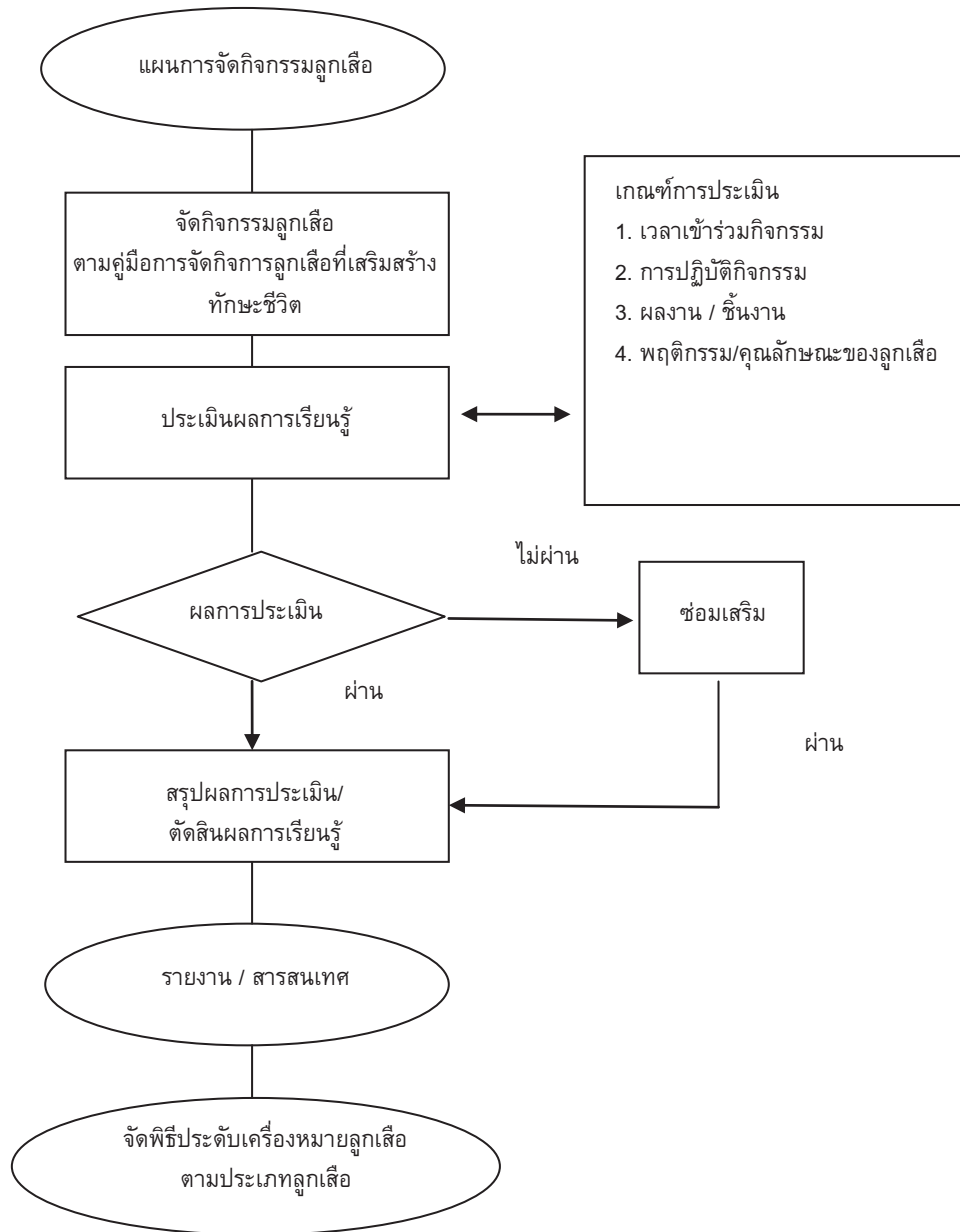 แผนการจัดกิจกรรมลูกเสือ
จัดกิจกรรมลูกเสือ
ตามคู่มือการจัดกิจการลูกเสือที่เสริมสร้าง
ทักษะชีวิต
เกณฑ์การประเมิน
1. เวลาเข้าร่วมกิจกรรม
2. การปฏิบัติกิจกรรม
3. ผลงาน / ชิ้นงาน
4. พฤติกรรม/คุณลักษณะของลูกเสือ
ประเมินผลการเรียนรู้
ไม่ผ่าน
ผลการประเมิน
ซ่อมเสริม
ผ่าน
ผ่าน
สรุปผลการประเมิน/
ตัดสินผลการเรียนรู้
รายงาน / สารสนเทศ
จัดพิธีประดับเครื่องหมายลูกเสือ
ตามประเภทลูกเสือ